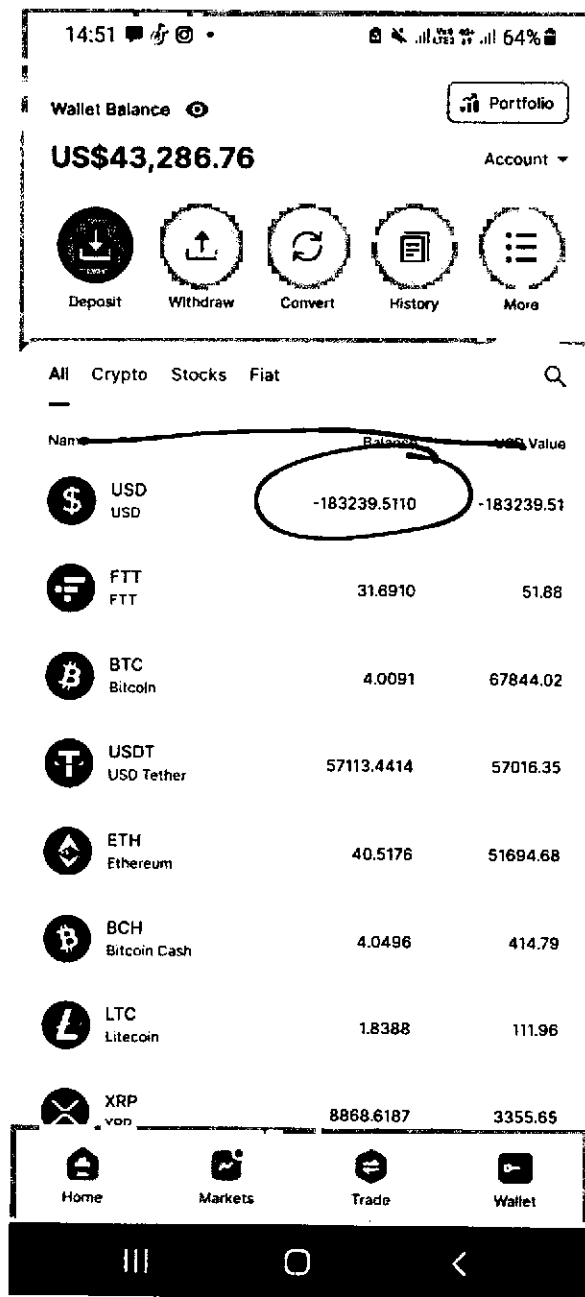 14:51 64%
Wallet Balance Portfolio
US$43,286.76 Account
Deposit Withdraw Convert History More
All Crypto Stocks Fiat
Name Balance USD Value
USD
USD -183239.5110 -183239.51
FTT
FTT 31.6910 51.88
BTC
Bitcoin 4.0091 67844.02
USDT
USD Tether 57113.4414 57016.35
ETH
Ethereum 40.5176 51694.68
BCH
Bitcoin Cash 4.0496 414.79
LTC
Litecoin 1.8388 111.96
XRP
XRP 8868.6187 3355.65
Home Markets Trade Wallet